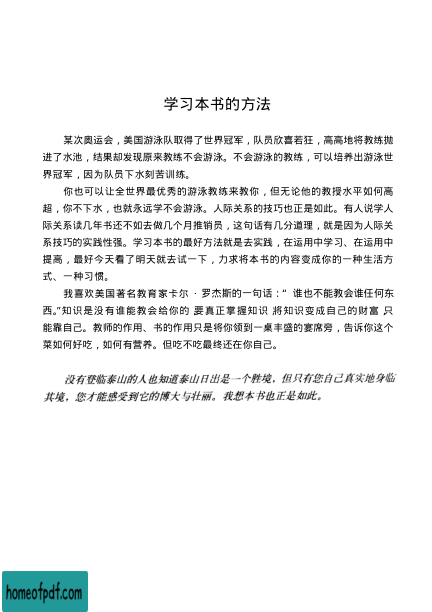 学习本书的方法
某次奥运会，美国游泳队取得了世界冠军，队员欣喜若狂，高高地将教练抛
进了水池，结果却发现原来教练不会游泳。不会游泳的教练，可以培养出游泳世
界冠军，因为队员下水刻苦训练。
你也可以让全世界最优秀的游泳教练来教你，但无论他的教授水平如何高
超，你不下水，也就永远学不会游泳。人际关系的技巧也正是如此。有人说学人
际关系读几年书还不如去做几个月推销员，这句话有几分道理，就是因为人际关
系技巧的实践性强。学习本书的最好方法就是去实践，在运用中学习、在运用中
提高，最好今天看了明天就去试一下，力求将本书的内容变成你的一种生活方
式、一种习惯。
我喜欢美国著名教育家卡尔·罗杰斯的一句话：“谁也不能教会谁任何东
西。”知识是没有谁能教会给你的 要真正掌握知识 将知识变成自己的财富 只
能靠自己。教师的作用、书的作用只是将你领到一桌丰盛的宴席旁，告诉你这个
菜如何好吃，如何有营养。但吃不吃最终还在你自己。
没有登临泰山的人也知道泰山日出是一个胜境，但只有您自己真实地身临
其境，您才能感受到它的博大与壮丽。我想本书也正是如此。
homeofpdf.com